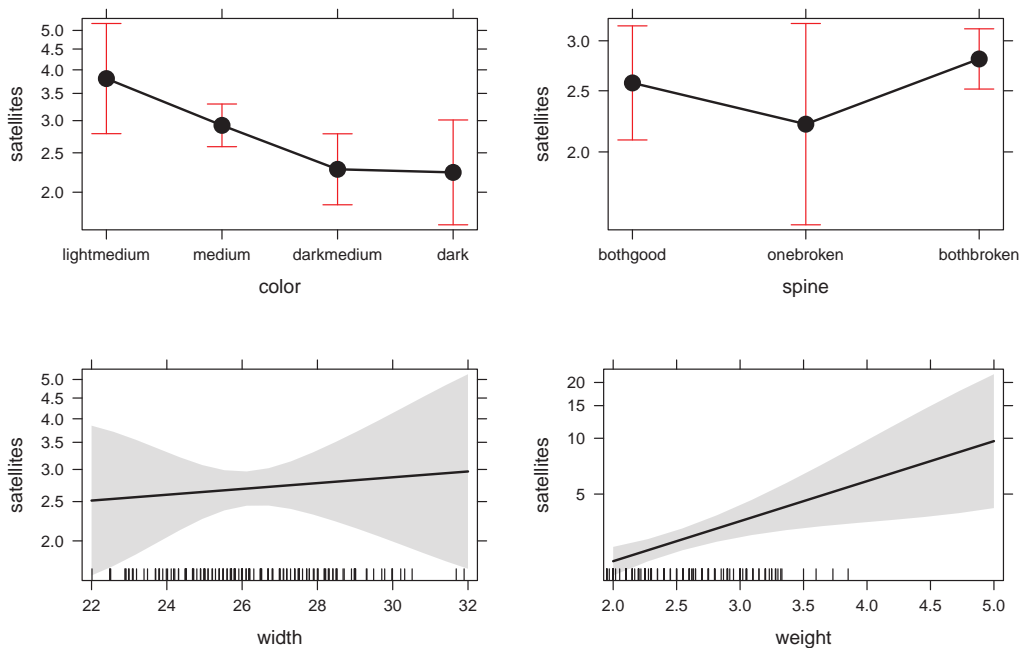 satellites
5.0
4.5
4.0
3.5
3.0
2.5
2.0
lightmedium medium darkmedium dark
color
satellites
3.0
2.5
2.0
bothgood onebroken bothbroken
spine
satellites
5.0
4.5
4.0
3.5
3.0
2.5
2.0
22 24 26 28 30 32
width
satellites
20
15
10
5
2.0 2.5 3.0 3.5 4.0 4.5 5.0
weight